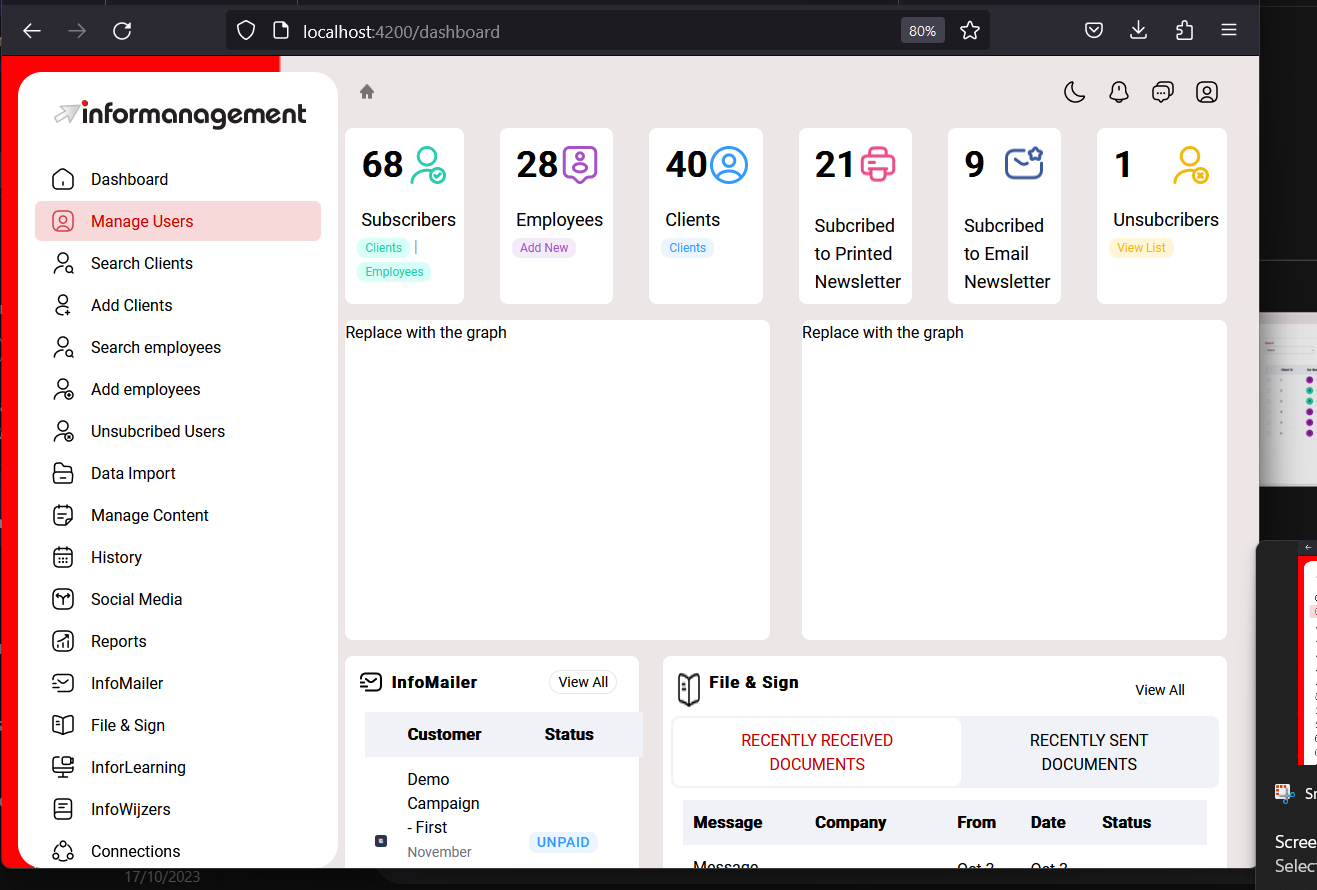 localhost:4200/dashboard
80%
informanagement
Dashboard
Manage Users
Search Clients
Add Clients
Search employees
Add employees
Unsubcribed Users
Data Import
Manage Content
History
Social Media
Reports
InfoMailer
File & Sign
InforLearning
InfoWijzers
Connections
68
Subscribers
Clients |
Employees
28
Employees
Add New
40
Clients
Clients
21
Subcribed
to Printed
Newsletter
9
Subcribed
to Email
Newsletter
1
Unsubcribers
View List
Replace with the graph
Replace with the graph
InfoMailer
View All
Customer Status
Demo
Campaign
- First
November
UNPAID
File & Sign
View All
RECENTLY RECEIVED
DOCUMENTS
RECENTLY SENT
DOCUMENTS
Message Company From Date Status
Message Oct 3 Oct 3
17/10/2023
Sn
Scree
Selec